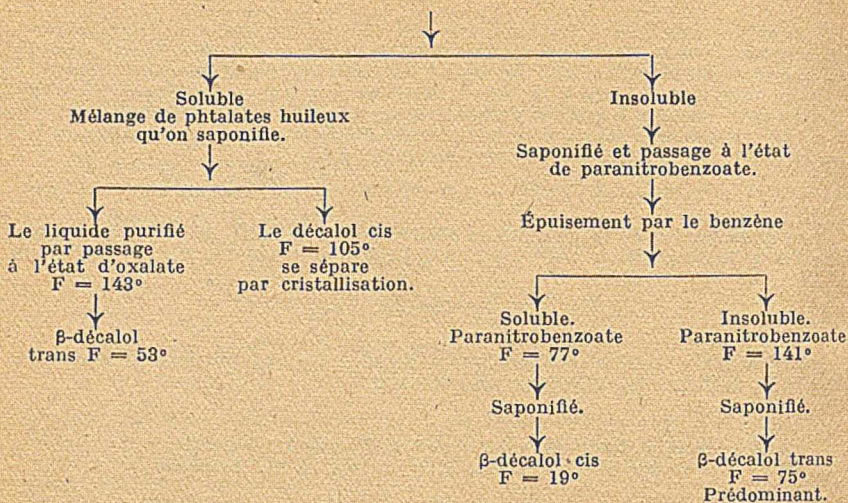 Soluble
Mélange de phtalates huileux
qu'on saponifie.
Le liquide purifié
par passage
à l'état d'oxalate
F = 143°
β-décalol
trans F = 53°
Le décalol cis
F = 105°
se sépare
par cristallisation.
Insoluble
Saponifié et passage à l'état
de paranitrobenzoate.
Épuisement par le benzène
Soluble.
Paranitrobenzoate
F = 77°
Saponifié.
β-décalol cis
F = 19°
Insoluble.
Paranitrobenzoate
F = 141°
Saponifié.
β-décalol trans
F = 75°
Prédominant.